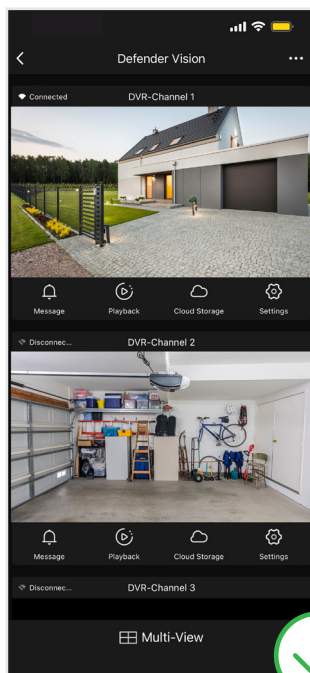 Defender Vision
Connected DVR-Channel 1
Message Playback Cloud Storage Settings
Disconnec... DVR-Channel 2
Message Playback Cloud Storage Settings
Disconnec... DVR-Channel 3
Multi-View